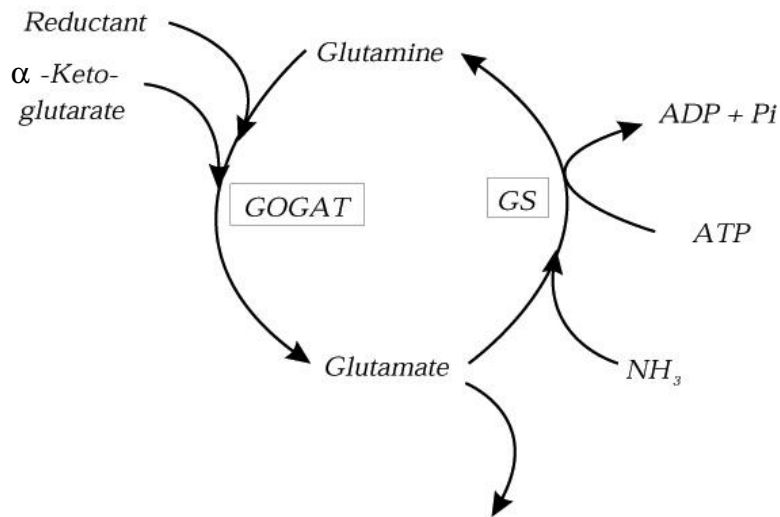 Reductant
α -Keto-
glutarate
Glutamine
ADP + Pi
GOGAT
GS
ATP
Glutamate
NH₃